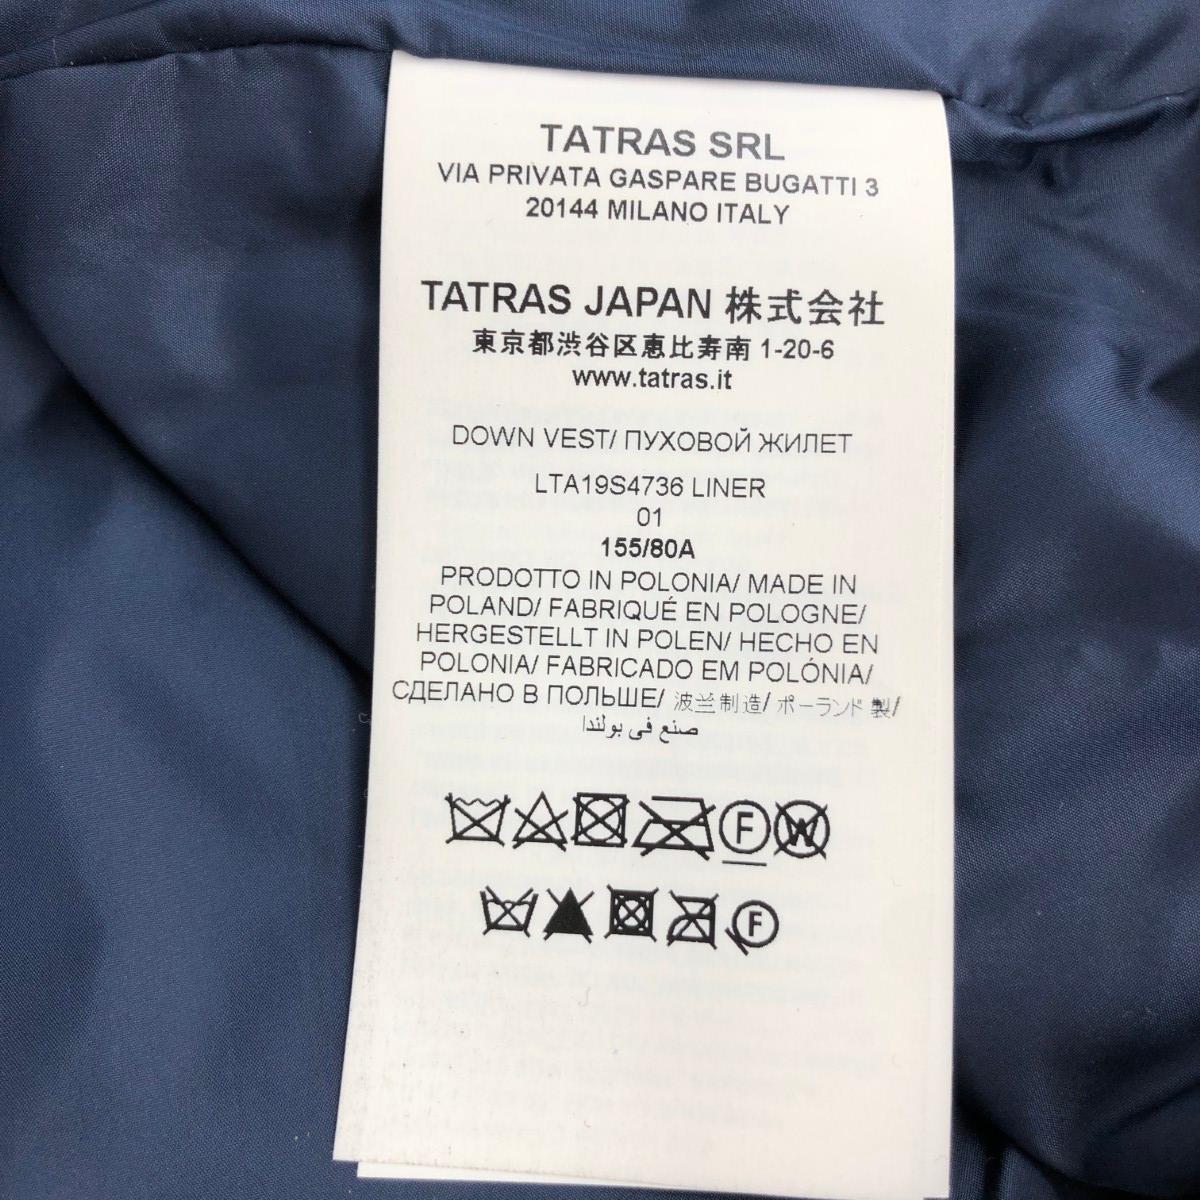 TATRAS SRL
VIA PRIVATA GASPARE BUGATTI 3
20144 MILANO ITALY
TATRAS JAPAN 株式会社
東京都渋谷区恵比寿南 1-20-6
www.tatras.it
DOWN VEST/ ПУХОВОЙ ЖИЛЕТ
LTA19S4736 LINER
01
155/80A
PRODOTTO IN POLONIA/ MADE IN
POLAND/ FABRIQUÉ EN POLOGNE/
HERGESTELLT IN POLEN/ HECHO EN
POLONIA/ FABRICADO EM POLÓNIA/
СДЕЛАНО В ПОЛЬШЕ/ 波兰制造/ ポーランド 製/
صنع في بولندا
F W
F